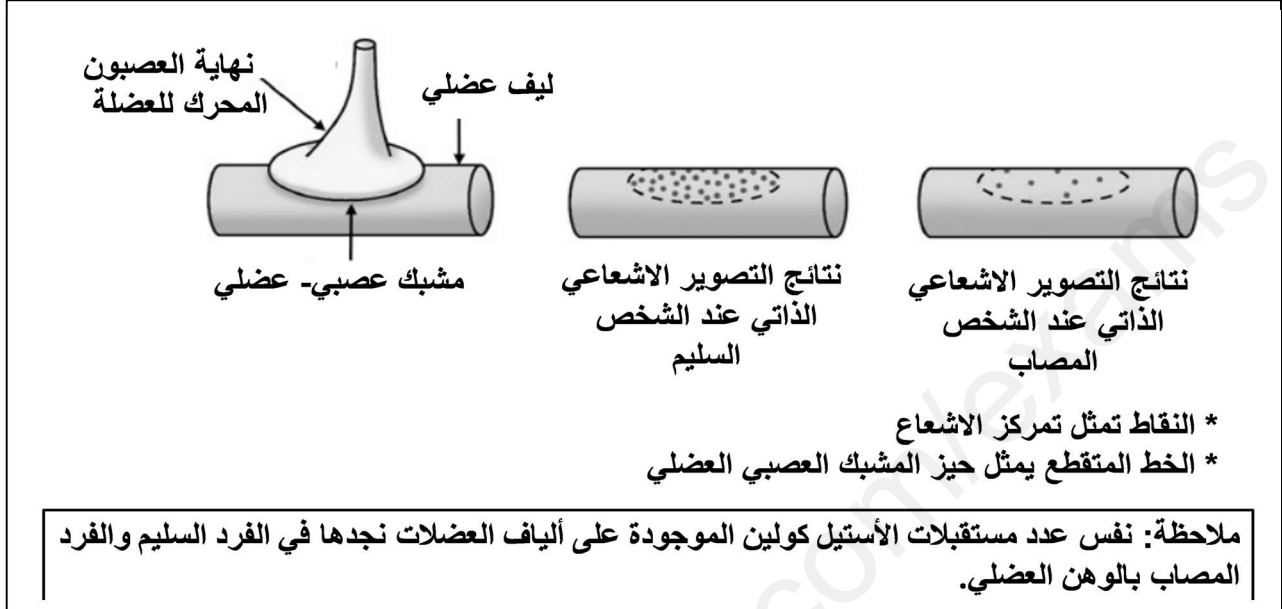 نهاية العصبون
المحرك للعضلة
ليف عضلي
مشبك عصبي- عضلي
نتائج التصوير الاشعاعي
الذاتي عند الشخص
السليم
نتائج التصوير الاشعاعي
الذاتي عند الشخص
المصاب
* النقاط تمثل تمركز الاشعاع
* الخط المتقطع يمثل حيز المشبك العصبي العضلي
ملاحظة: نفس عدد مستقبلات الأستيل كولين الموجودة على ألياف العضلات نجدها في الفرد السليم والفرد
المصاب بالوهن العضلي.
com/exams